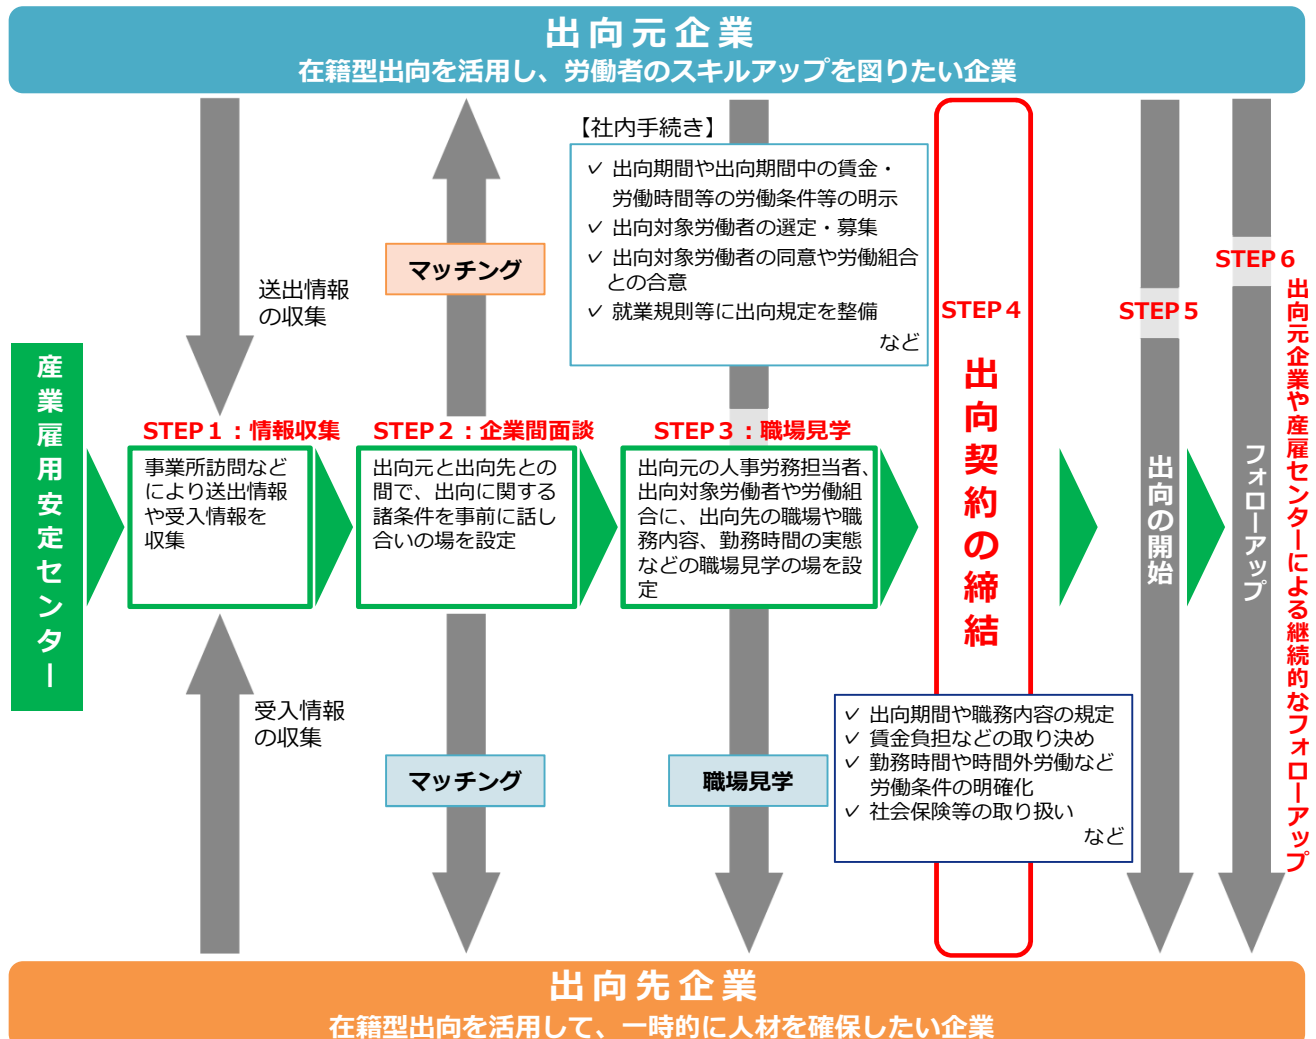 出向元企業
在籍型出向を活用し、労働者のスキルアップを図りたい企業
【社内手続き】
✓ 出向期間や出向期間中の賃金・
労働時間等の労働条件等の明示
✓ 出向対象労働者の選定・募集
✓ 出向対象労働者の同意や労働組合
との合意
✓ 就業規則等に出向規定を整備
など
マッチング
送出情報
の収集
産業雇用安定センター
STEP１：情報収集
事業所訪問など
により送出情報
や受入情報を
収集
STEP２：企業間面談
出向元と出向先との
間で、出向に関する
諸条件を事前に話し
合いの場を設定
STEP３：職場見学
出向元の人事労務担当者、
出向対象労働者や労働組
合に、出向先の職場や職
務内容、勤務時間の実態
などの職場見学の場を設
定
STEP４
出向契約の締結
STEP５
出向の開始
STEP６
フォローアップ
出向元企業や産雇センターによる継続的なフォローアップ
受入情報
の収集
マッチング
職場見学
✓ 出向期間や職務内容の規定
✓ 賃金負担などの取り決め
✓ 勤務時間や時間外労働など
労働条件の明確化
✓ 社会保険等の取り扱い
など
出向先企業
在籍型出向を活用して、一時的に人材を確保したい企業